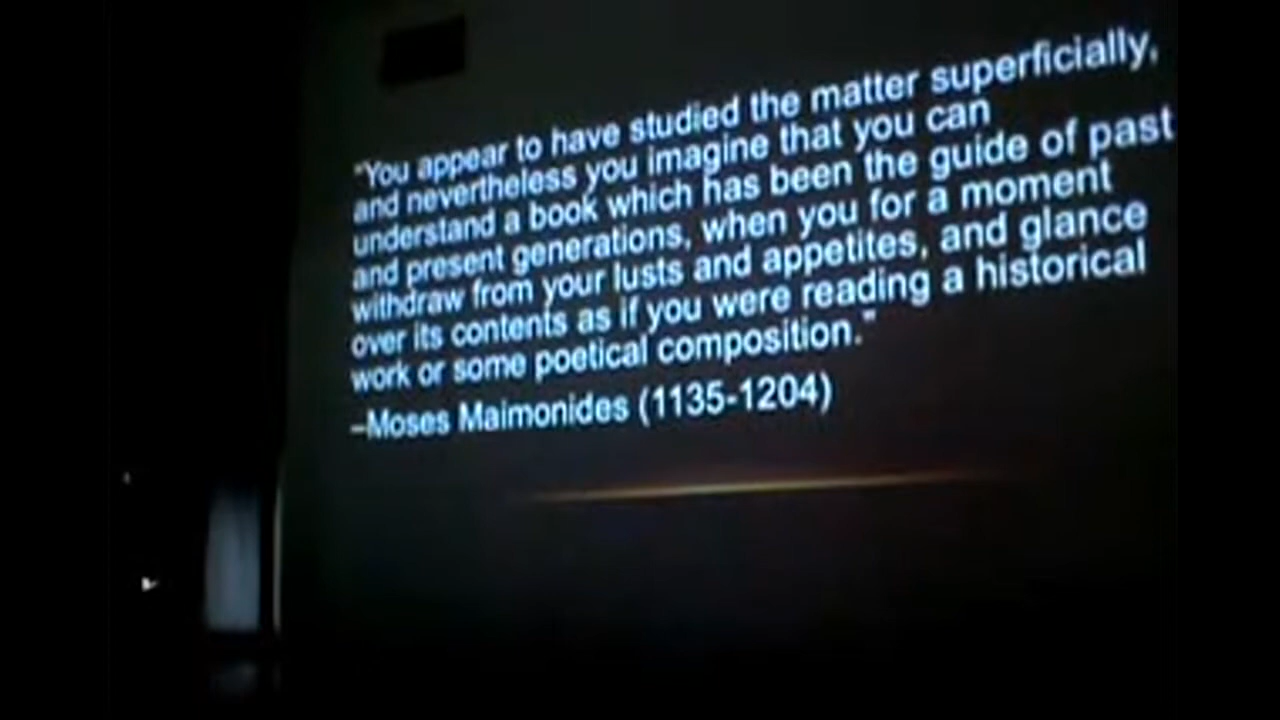 "You appear to have studied the matter superficially,
and nevertheless you imagine that you can
understand a book which has been the guide of past
and present generations, when you for a moment
withdraw from your lusts and appetites, and glance
over its contents as if you were reading a historical
work or some poetical composition."
–Moses Maimonides (1135-1204)